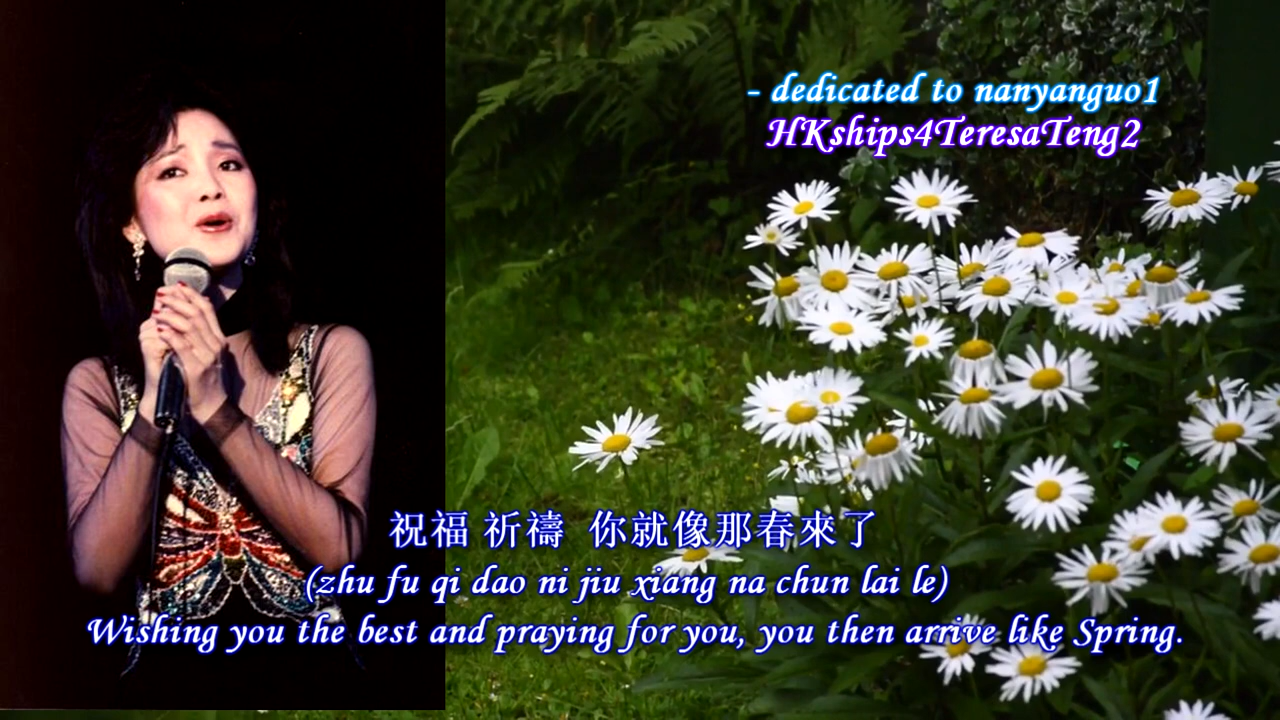 - dedicated to nanyanguo1
HKships4TeresaTeng2
祝福 祈禱 你就像那春來了
(zhu fu qi dao ni jiu xiang na chun lai le)
Wishing you the best and praying for you, you then arrive like Spring.